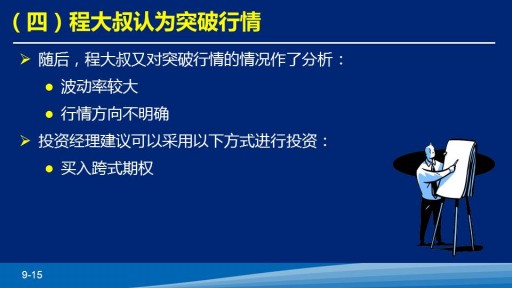 （四）程大叔认为突破行情
随后，程大叔又对突破行情的情况作了分析：
波动率较大
行情方向不明确
投资经理建议可以采用以下方式进行投资：
买入跨式期权
9-15